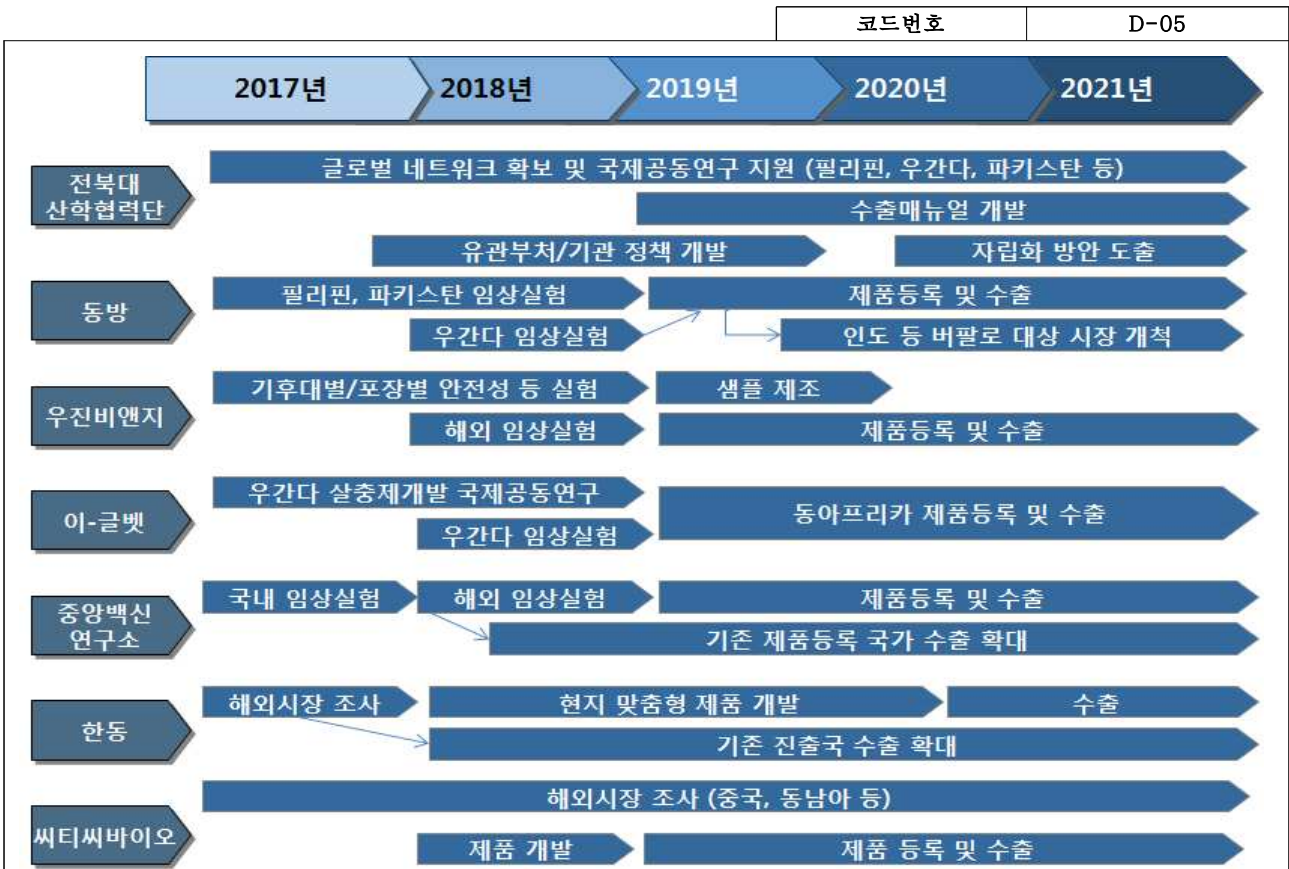 코드번호 D-05
2017년 2018년 2019년 2020년 2021년
전북대
산학협력단
글로벌 네트워크 확보 및 국제공동연구 지원 (필리핀, 우간다, 파키스탄 등)
수출매뉴얼 개발
유관부처/기관 정책 개발
자립화 방안 도출
동방
필리핀, 파키스탄 임상실험
제품등록 및 수출
우간다 임상실험
인도 등 버팔로 대상 시장 개척
우진비앤지
기후대별/포장별 안전성 등 실험
샘플 제조
해외 임상실험
제품등록 및 수출
이-글벳
우간다 살충제개발 국제공동연구
동아프리카 제품등록 및 수출
우간다 임상실험
중앙백신
연구소
국내 임상실험
해외 임상실험
제품등록 및 수출
기존 제품등록 국가 수출 확대
한동
해외시장 조사
현지 맞춤형 제품 개발
수출
기존 진출국 수출 확대
씨티씨바이오
해외시장 조사 (중국, 동남아 등)
제품 개발
제품 등록 및 수출